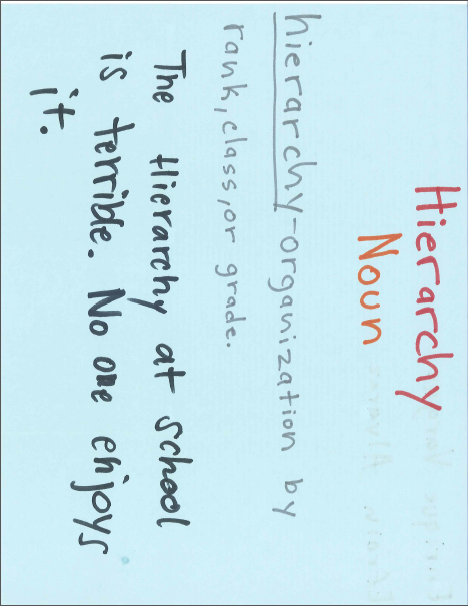 Hierarchy
Noun
hierarchy-organization by
rank, class, or grade.
The Hierarchy at school
is terrible. No one enjoys
it.